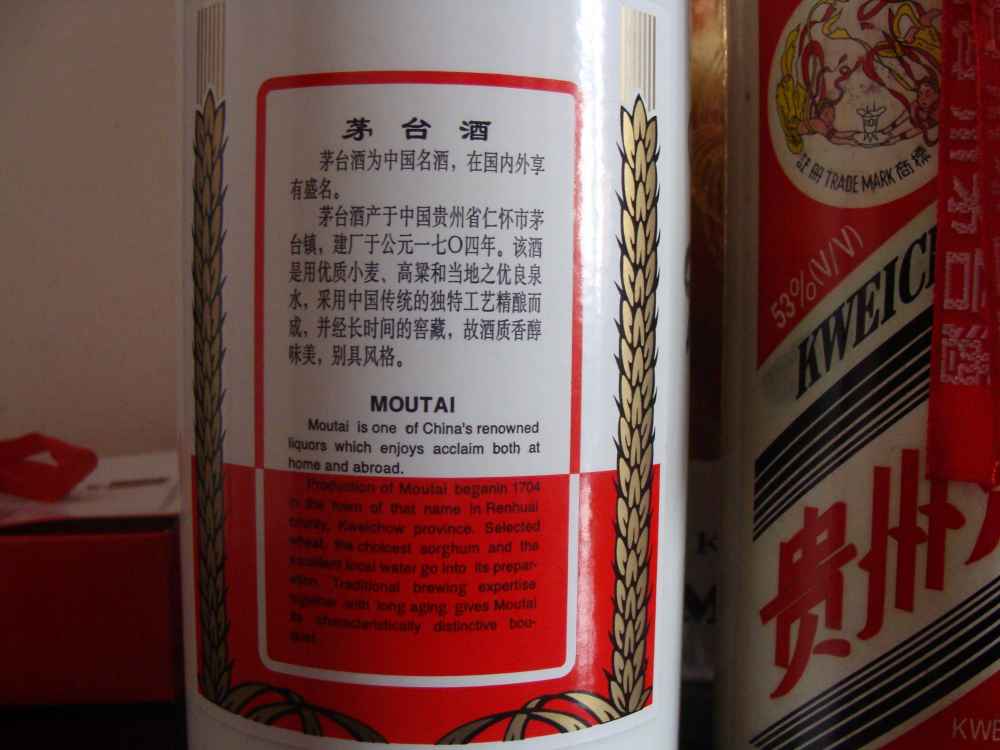 茅台酒
茅台酒为中国名酒，在国内外享
有盛名。
茅台酒产于中国贵州省仁怀市茅
台镇，建厂于公元一七〇四年。该酒
是用优质小麦、高粱和当地之优良泉
水，采用中国传统的独特工艺精酿而
成，并经长时间的窖藏，故酒质香醇
味美，别具风格。
MOUTAI
Moutai is one of China's renowned
liquors which enjoys acclaim both at
home and abroad.
Production of Moutai beganin 1704
in the town of that name in Renhuai
county, Kweichow province. Selected
wheat, the choicest sorghum and the
excellent local water go into its prepar-
ation. Traditional brewing expertise
together with long aging gives Moutai
its characteristically distinctive bou-
quet.
註冊 TRADE MARK 商標
53%(V/V)
KWEIC
贵州
KWE